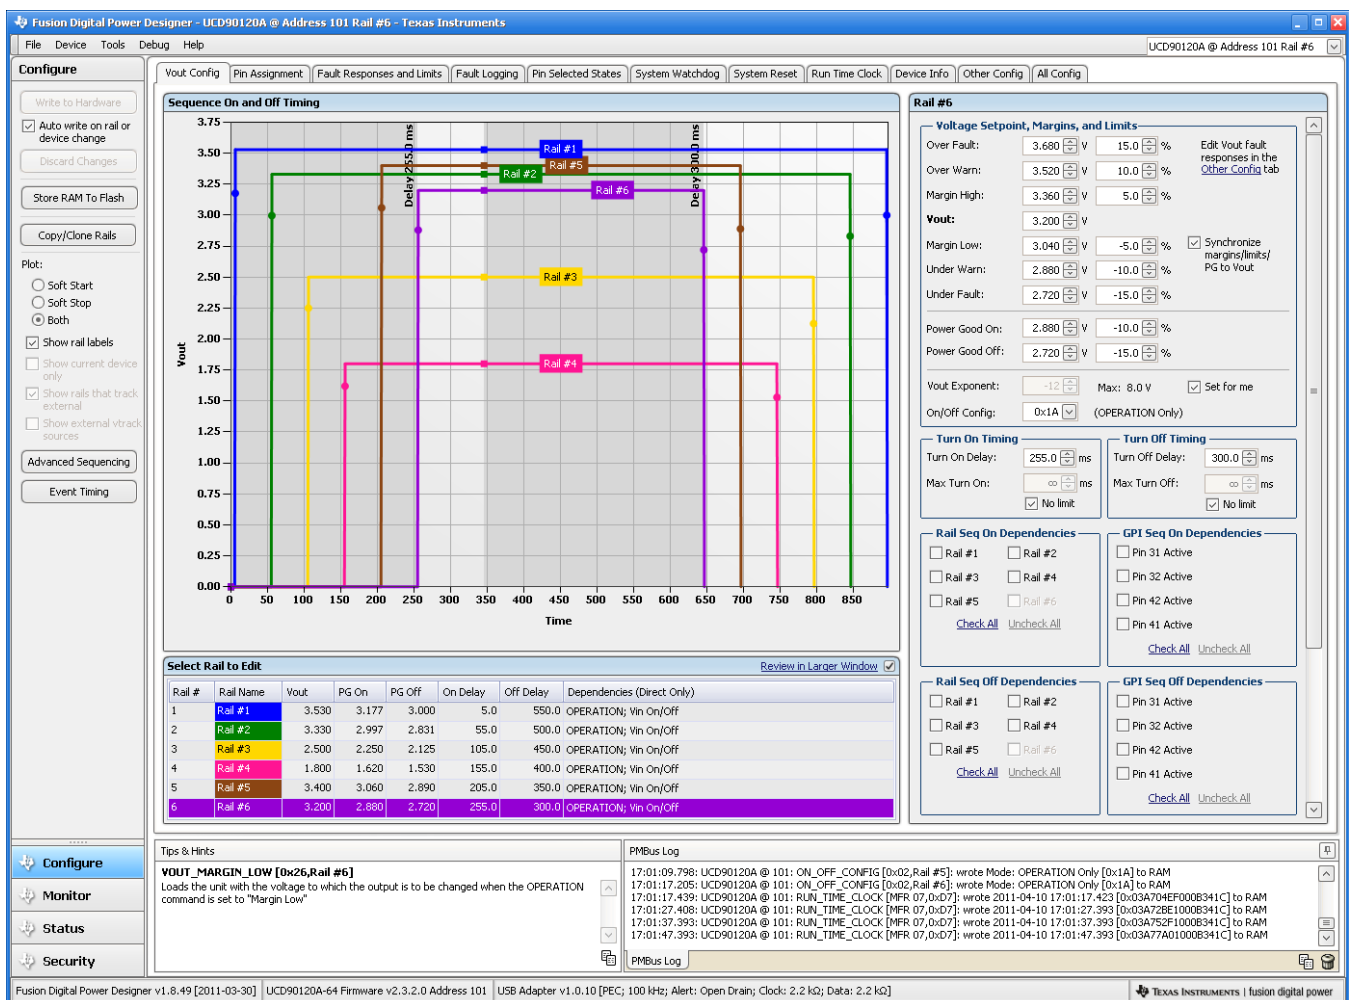 Fusion Digital Power Designer - UCD90120A @ Address 101 Rail #6 - Texas Instruments
File Device Tools Debug Help
UCD90120A @ Address 101 Rail #6
Configure
Write to Hardware
Auto write on rail or
device change
Discard Changes
Store RAM To Flash
Copy/Clone Rails
Plot:
Soft Start
Soft Stop
Both
Show rail labels
Show current device
only
Show rails that track
external
Show external vtrack
sources
Advanced Sequencing
Event Timing
Vout Config Pin Assignment Fault Responses and Limits Fault Logging Pin Selected States System Watchdog System Reset Run Time Clock Device Info Other Config All Config
Sequence On and Off Timing
3.75
3.50
3.25
3.00
2.75
2.50
2.25
2.00
1.75
1.50
1.25
1.00
0.75
0.50
0.25
0.00
Vout
Delay 255.0 ms
Delay 300.0 ms
Rail #1
Rail #5
Rail #2
Rail #6
Rail #3
Rail #4
0 50 100 150 200 250 300 350 400 450 500 550 600 650 700 750 800 850
Time
Select Rail to Edit
Review in Larger Window
Rail # Rail Name Vout PG On PG Off On Delay Off Delay Dependencies (Direct Only)
1 Rail #1 3.530 3.177 3.000 5.0 550.0 OPERATION; Vin On/Off
2 Rail #2 3.330 2.997 2.831 55.0 500.0 OPERATION; Vin On/Off
3 Rail #3 2.500 2.250 2.125 105.0 450.0 OPERATION; Vin On/Off
4 Rail #4 1.800 1.620 1.530 155.0 400.0 OPERATION; Vin On/Off
5 Rail #5 3.400 3.060 2.890 205.0 350.0 OPERATION; Vin On/Off
6 Rail #6 3.200 2.880 2.720 255.0 300.0 OPERATION; Vin On/Off
Rail #6
Voltage Setpoint, Margins, and Limits
Over Fault: 3.680 V 15.0 %
Over Warn: 3.520 V 10.0 %
Margin High: 3.360 V 5.0 %
Vout: 3.200 V
Margin Low: 3.040 V -5.0 %
Under Warn: 2.880 V -10.0 %
Under Fault: 2.720 V -15.0 %
Edit Vout fault
responses in the
Other Config tab
Synchronize
margins/limits/
PG to Vout
Power Good On: 2.880 V -10.0 %
Power Good Off: 2.720 V -15.0 %
Vout Exponent: -12 Max: 8.0 V Set for me
On/Off Config: 0x1A (OPERATION Only)
Turn On Timing
Turn On Delay: 255.0 ms
Max Turn On: ∞ ms
No limit
Turn Off Timing
Turn Off Delay: 300.0 ms
Max Turn Off: ∞ ms
No limit
Rail Seq On Dependencies
Rail #1 Rail #2
Rail #3 Rail #4
Rail #5 Rail #6
Check All Uncheck All
GPI Seq On Dependencies
Pin 31 Active
Pin 32 Active
Pin 42 Active
Pin 41 Active
Check All Uncheck All
Rail Seq Off Dependencies
Rail #1 Rail #2
Rail #3 Rail #4
Rail #5 Rail #6
Check All Uncheck All
GPI Seq Off Dependencies
Pin 31 Active
Pin 32 Active
Pin 42 Active
Pin 41 Active
Check All Uncheck All
Configure
Monitor
Status
Security
Tips & Hints
VOUT_MARGIN_LOW [0x26,Rail #6]
Loads the unit with the voltage to which the output is to be changed when the OPERATION
command is set to "Margin Low"
PMBus Log
17:01:09.798: UCD90120A @ 101: ON_OFF_CONFIG [0x02,Rail #5]: wrote Mode: OPERATION Only [0x1A] to RAM
17:01:17.205: UCD90120A @ 101: ON_OFF_CONFIG [0x02,Rail #6]: wrote Mode: OPERATION Only [0x1A] to RAM
17:01:17.439: UCD90120A @ 101: RUN_TIME_CLOCK [MFR 07,0xD7]: wrote 2011-04-10 17:01:17.423 [0x03A704EF000B341C] to RAM
17:01:27.408: UCD90120A @ 101: RUN_TIME_CLOCK [MFR 07,0xD7]: wrote 2011-04-10 17:01:27.393 [0x03A72BE1000B341C] to RAM
17:01:37.393: UCD90120A @ 101: RUN_TIME_CLOCK [MFR 07,0xD7]: wrote 2011-04-10 17:01:37.393 [0x03A752F1000B341C] to RAM
17:01:47.393: UCD90120A @ 101: RUN_TIME_CLOCK [MFR 07,0xD7]: wrote 2011-04-10 17:01:47.393 [0x03A77A01000B341C] to RAM
PMBus Log
Fusion Digital Power Designer v1.8.49 [2011-03-30] UCD90120A-64 Firmware v2.3.2.0 Address 101 USB Adapter v1.0.10 [PEC; 100 kHz; Alert: Open Drain; Clock: 2.2 kΩ; Data: 2.2 kΩ] TEXAS INSTRUMENTS | fusion digital power